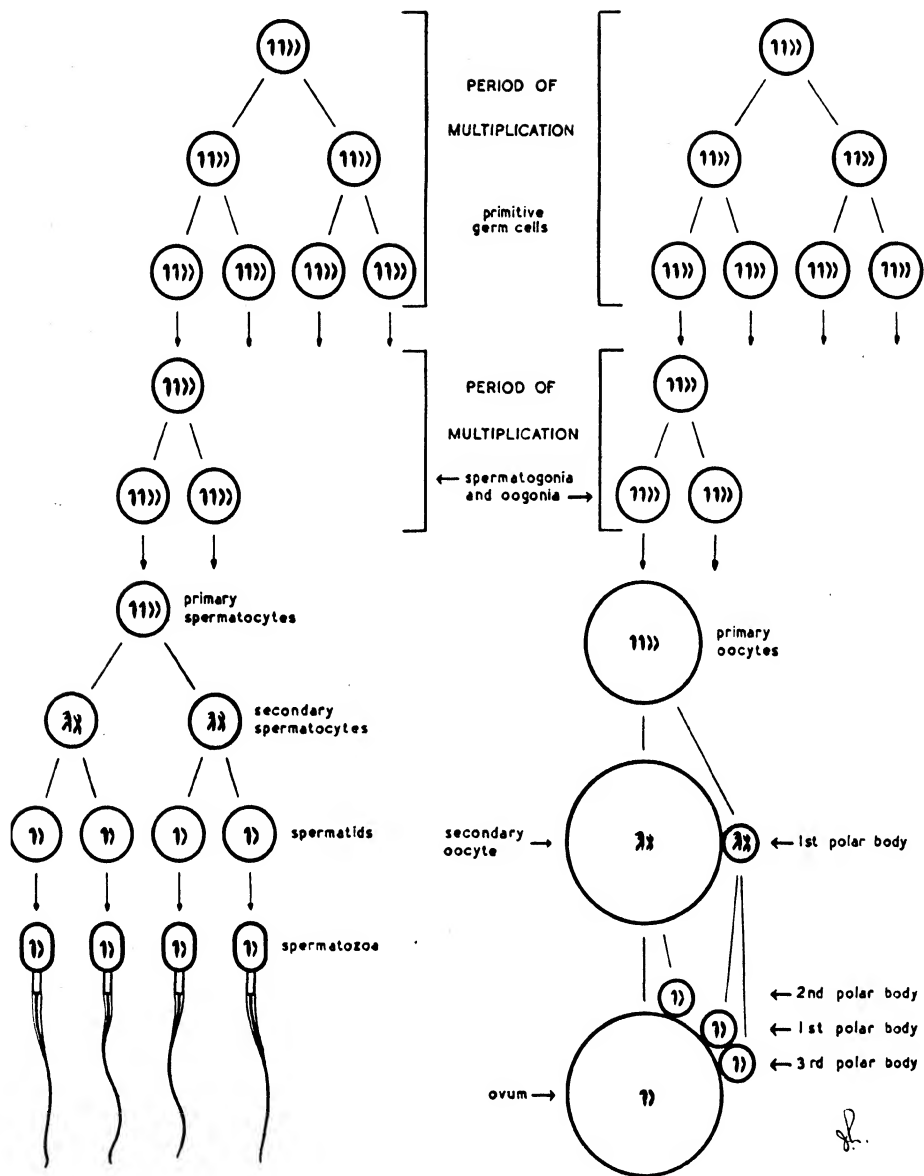 PERIOD OF
MULTIPLICATION
primitive
germ cells
PERIOD OF
MULTIPLICATION
← spermatogonia
and oogonia →
primary
spermatocytes
primary
oocytes
secondary
spermatocytes
spermatids
secondary
oocyte →
← 1st polar body
spermatozoa
← 2nd polar body
← 1st polar body
← 3rd polar body
ovum →